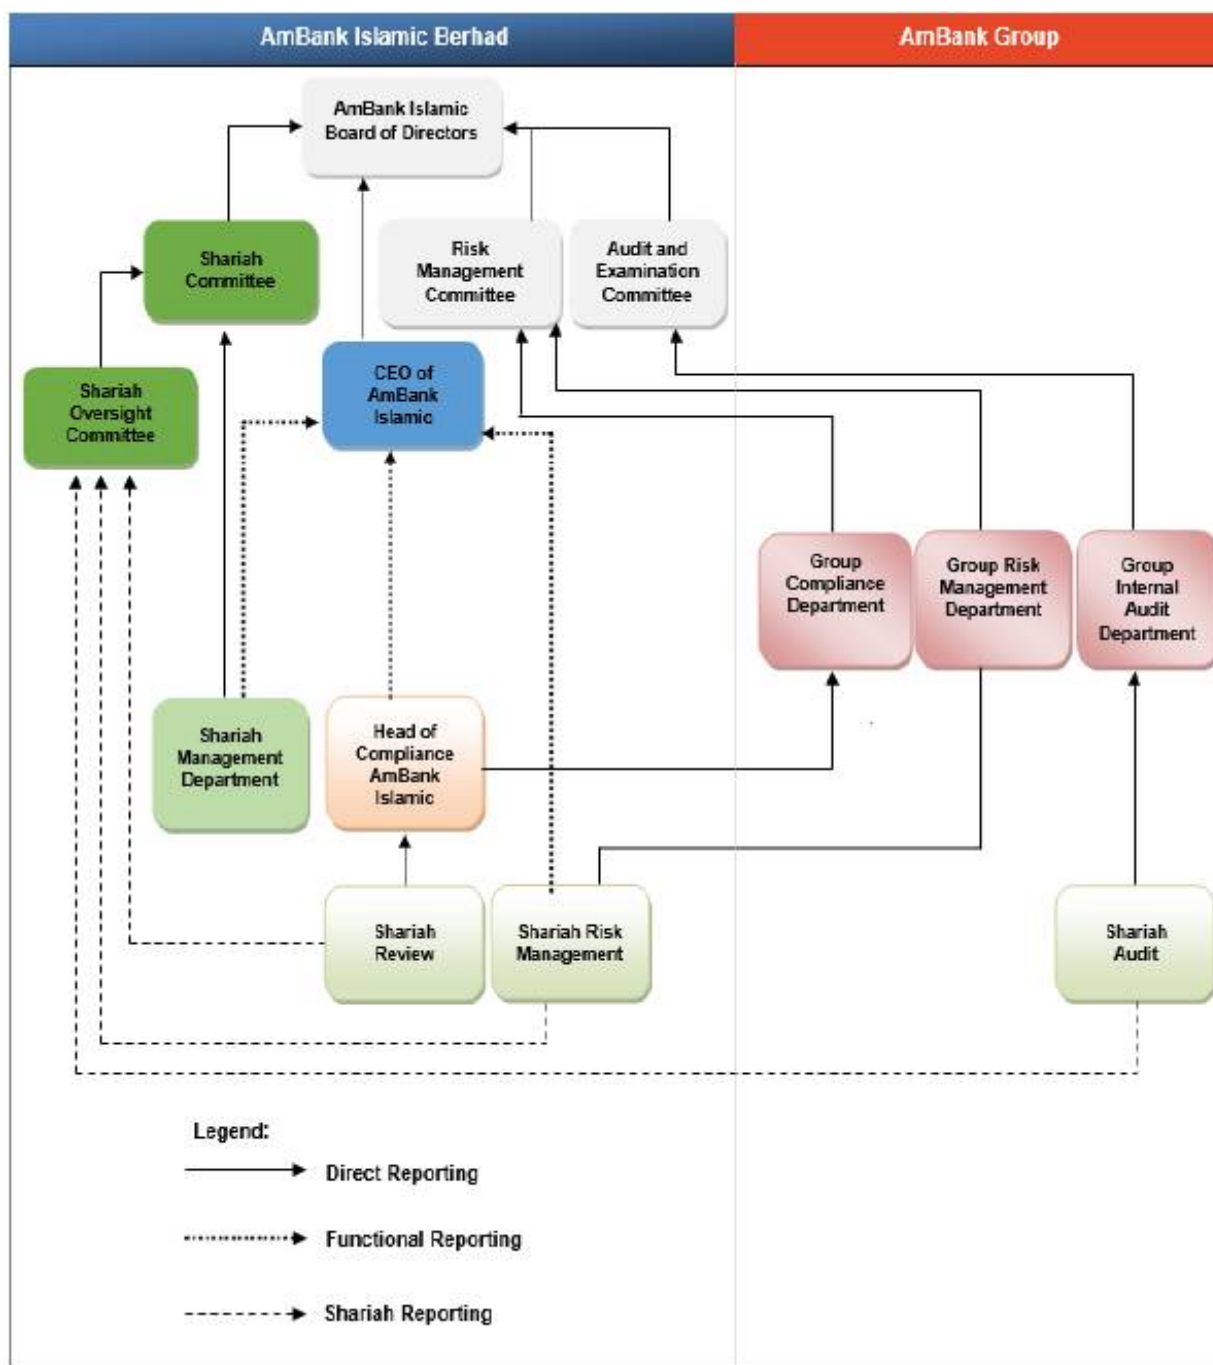 AmBank Islamic Berhad
AmBank Group
AmBank Islamic
Board of Directors
Shariah
Committee
Risk
Management
Committee
Audit and
Examination
Committee
CEO of
AmBank
Islamic
Shariah
Oversight
Committee
Group
Compliance
Department
Group Risk
Management
Department
Group
Internal
Audit
Department
Shariah
Management
Department
Head of
Compliance
AmBank
Islamic
Shariah
Review
Shariah Risk
Management
Shariah
Audit
Legend:
Direct Reporting
Functional Reporting
Shariah Reporting